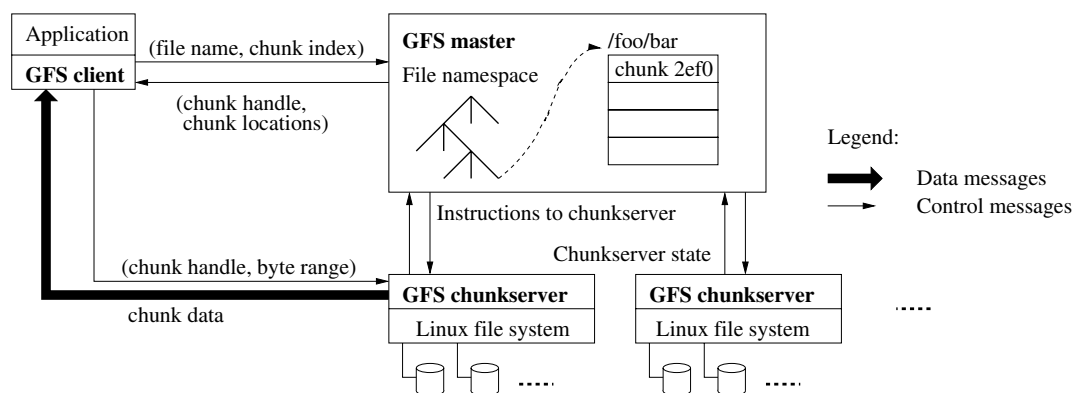 Application
GFS client
(file name, chunk index)
(chunk handle,
chunk locations)
GFS master
File namespace
/foo/bar
chunk 2ef0
Legend:
Data messages
Control messages
Instructions to chunkserver
Chunkserver state
(chunk handle, byte range)
chunk data
GFS chunkserver
Linux file system
GFS chunkserver
Linux file system